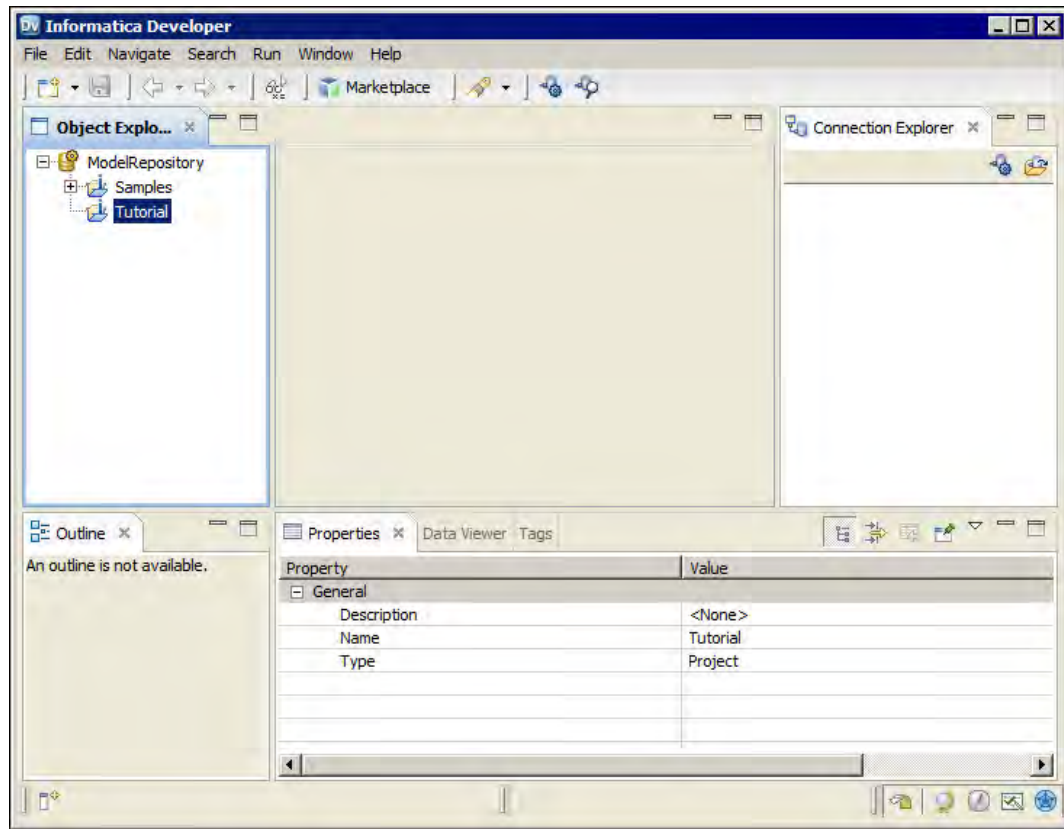 Dv Informatica Developer
File Edit Navigate Search Run Window Help
Marketplace
Object Explo...
ModelRepository
Samples
Tutorial
Connection Explorer
Outline
An outline is not available.
Properties Data Viewer Tags
Property Value
General
Description <None>
Name Tutorial
Type Project